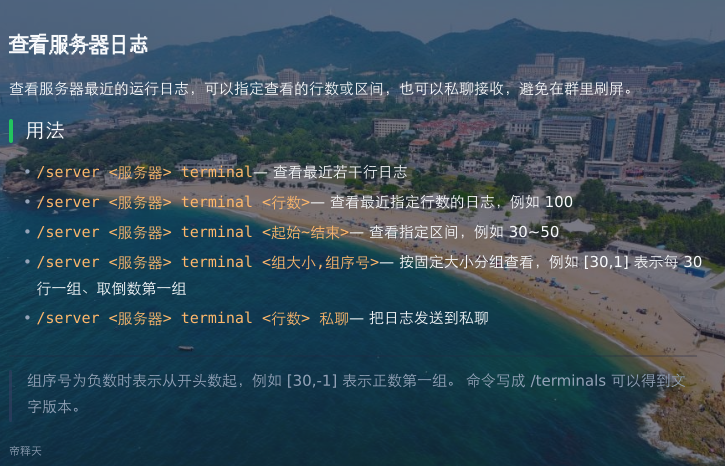 查看服务器日志
查看服务器最近的运行日志，可以指定查看的行数或区间，也可以私聊接收，避免在群里刷屏。
用法
• /server <服务器> terminal— 查看最近若干行日志
• /server <服务器> terminal <行数>— 查看最近指定行数的日志，例如 100
• /server <服务器> terminal <起始~结束>— 查看指定区间，例如 30~50
• /server <服务器> terminal <组大小,组序号>— 按固定大小分组查看，例如 [30,1] 表示每 30
行一组、取倒数第一组
• /server <服务器> terminal <行数> 私聊— 把日志发送到私聊
组序号为负数时表示从开头数起，例如 [30,-1] 表示正数第一组。 命令写成 /terminals 可以得到文
字版本。
帝释天